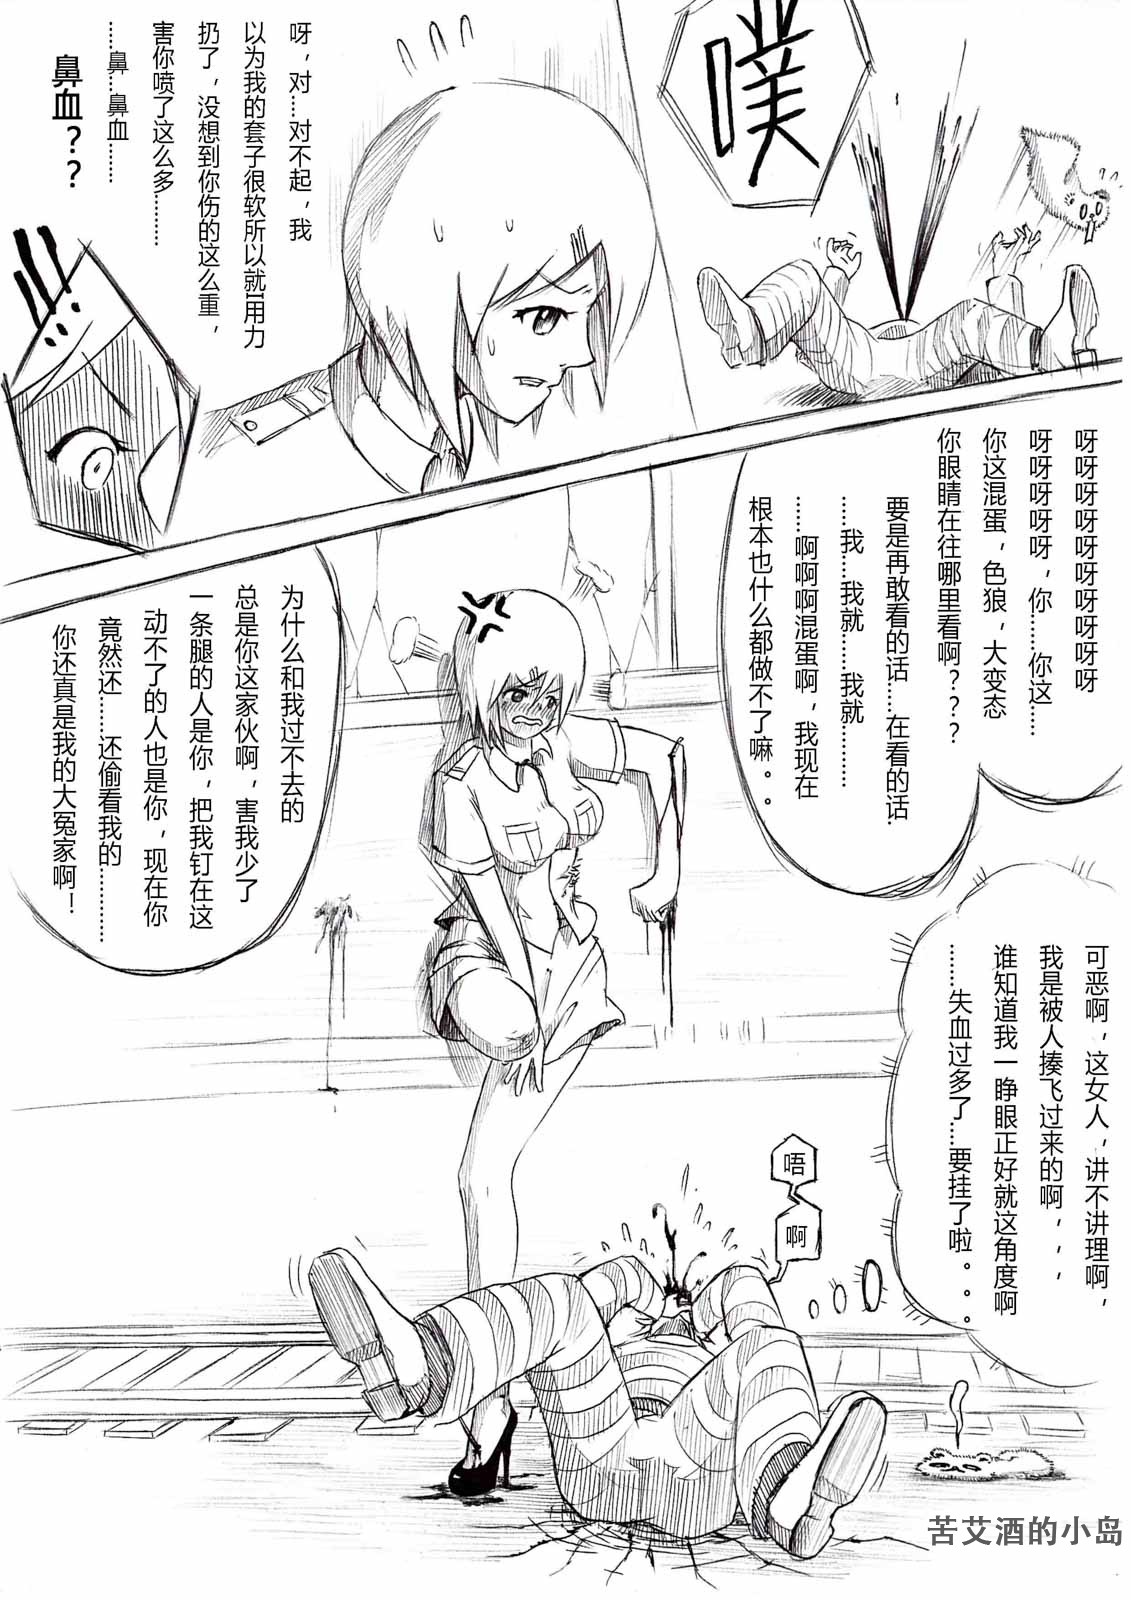 噗
呀，对……对不起，我
以为我的套子很软所以就用力
扔了，没想到你伤的这么重，
害你喷了这么多………
……鼻…鼻血……
鼻血？？
呀呀呀呀呀呀呀呀呀呀
呀呀呀呀呀，你……你这……
你这混蛋，色狼，大变态
你眼睛在往哪里看啊？？？
要是再敢看的话……在看的话
……我……我就……我就……
……啊啊啊混蛋啊，我现在
根本也什么都做不了嘛。。
为什么和我过不去的
总是你这家伙啊，害我少了
一条腿的人是你，把我钉在这
动不了的人也是你，现在你
竟然还……还偷看我的………
你还真是我的大冤家啊！
可恶啊，这女人，讲不讲理啊，
我是被人揍飞过来的啊，，，
谁知道我一睁眼正好就这角度啊
……失血过多了……要挂了啦。。。
唔
啊
苦艾酒的小岛